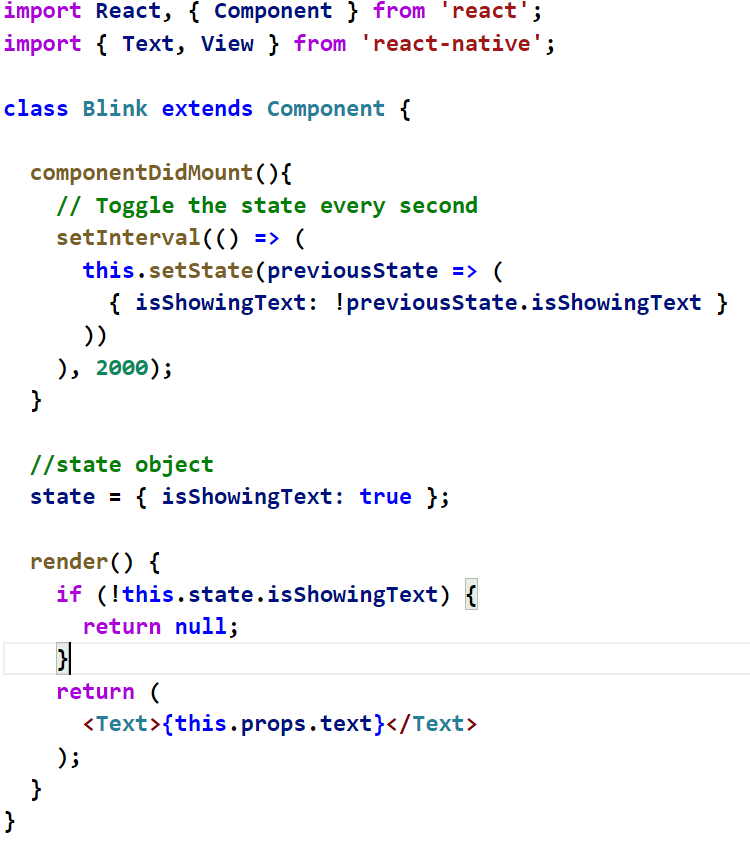 import React, { Component } from 'react';
import { Text, View } from 'react-native';
class Blink extends Component {
componentDidMount(){
// Toggle the state every second
setInterval(() => (
this.setState(previousState => (
{ isShowingText: !previousState.isShowingText }
))
), 2000);
}
//state object
state = { isShowingText: true };
render() {
if (!this.state.isShowingText) {
return null;
}
return (
<Text>{this.props.text}</Text>
);
}
}